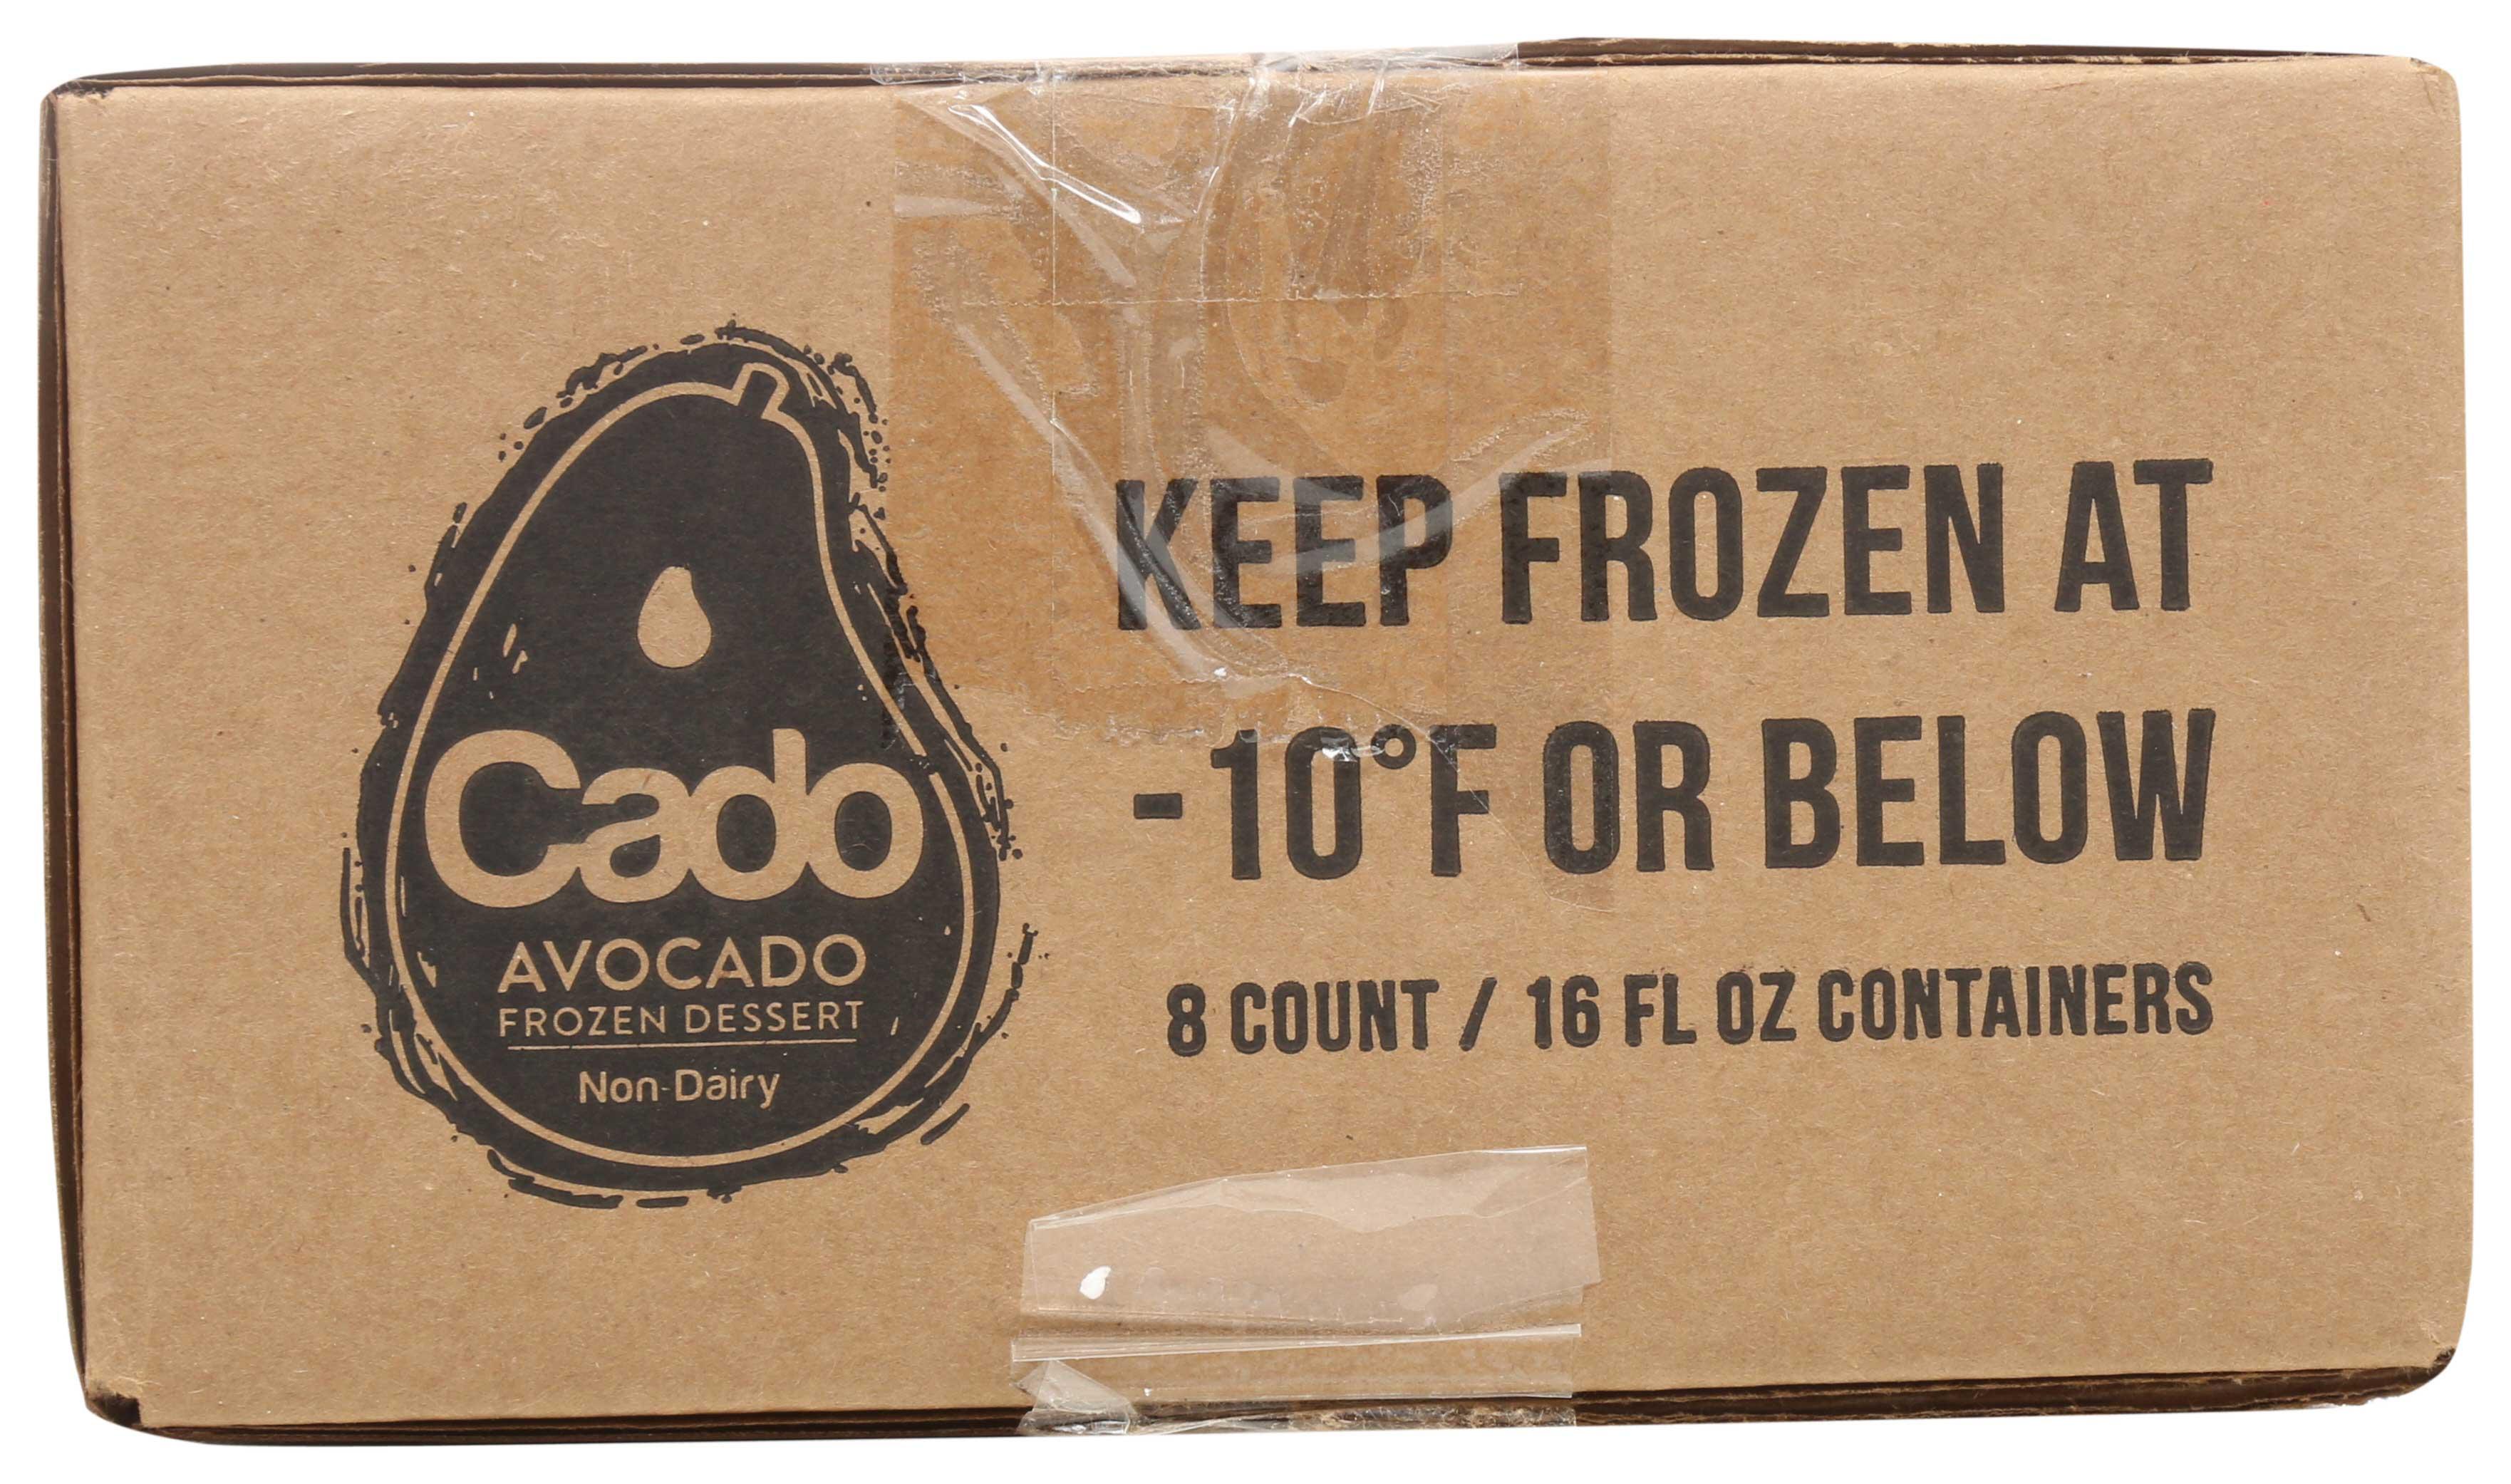 Cado
AVOCADO
FROZEN DESSERT
Non-Dairy
KEEP FROZEN AT
-10°F OR BELOW
8 COUNT / 16 FL OZ CONTAINERS